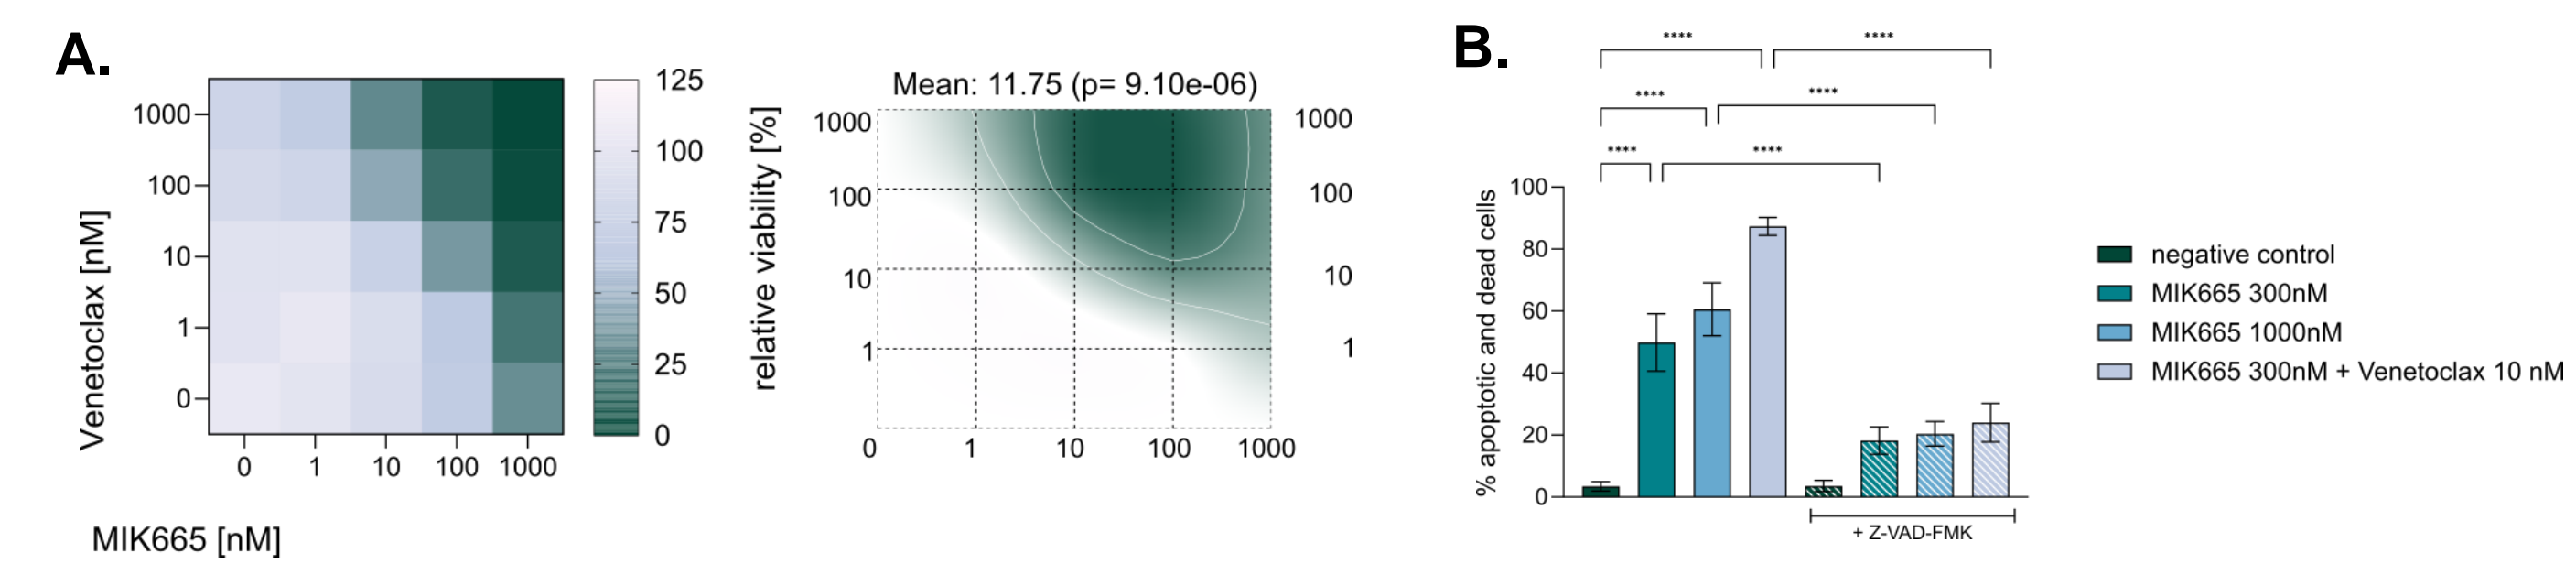 A.
1000
100
10
1
0
Venetoclax [nM]
0 1 10 100 1000
MIK665 [nM]
125
100
75
50
25
0
relative viability [%]
Mean: 11.75 (p= 9.10e-06)
1000
100
10
1
0 1 10 100 1000
1000
100
10
1
B.
**** ****
**** ****
**** ****
% apoptotic and dead cells
100
80
60
40
20
0
+ Z-VAD-FMK
negative control
MIK665 300nM
MIK665 1000nM
MIK665 300nM + Venetoclax 10 nM